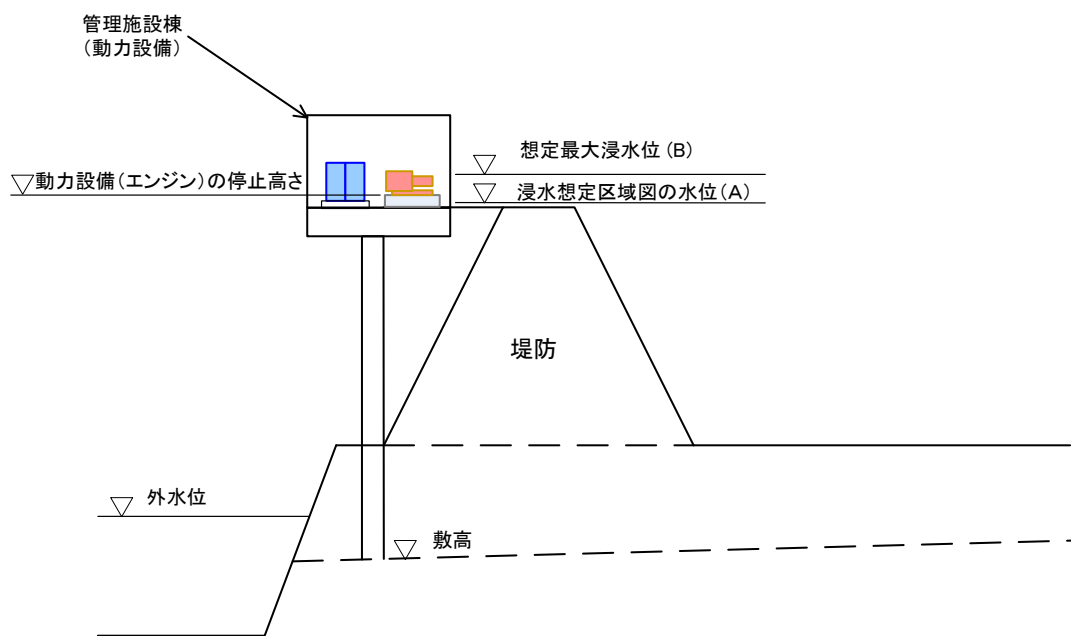 管理施設棟
（動力設備）
想定最大浸水位（B）
▽動力設備（エンジン）の停止高さ
浸水想定区域図の水位（A）
堤防
外水位
敷高